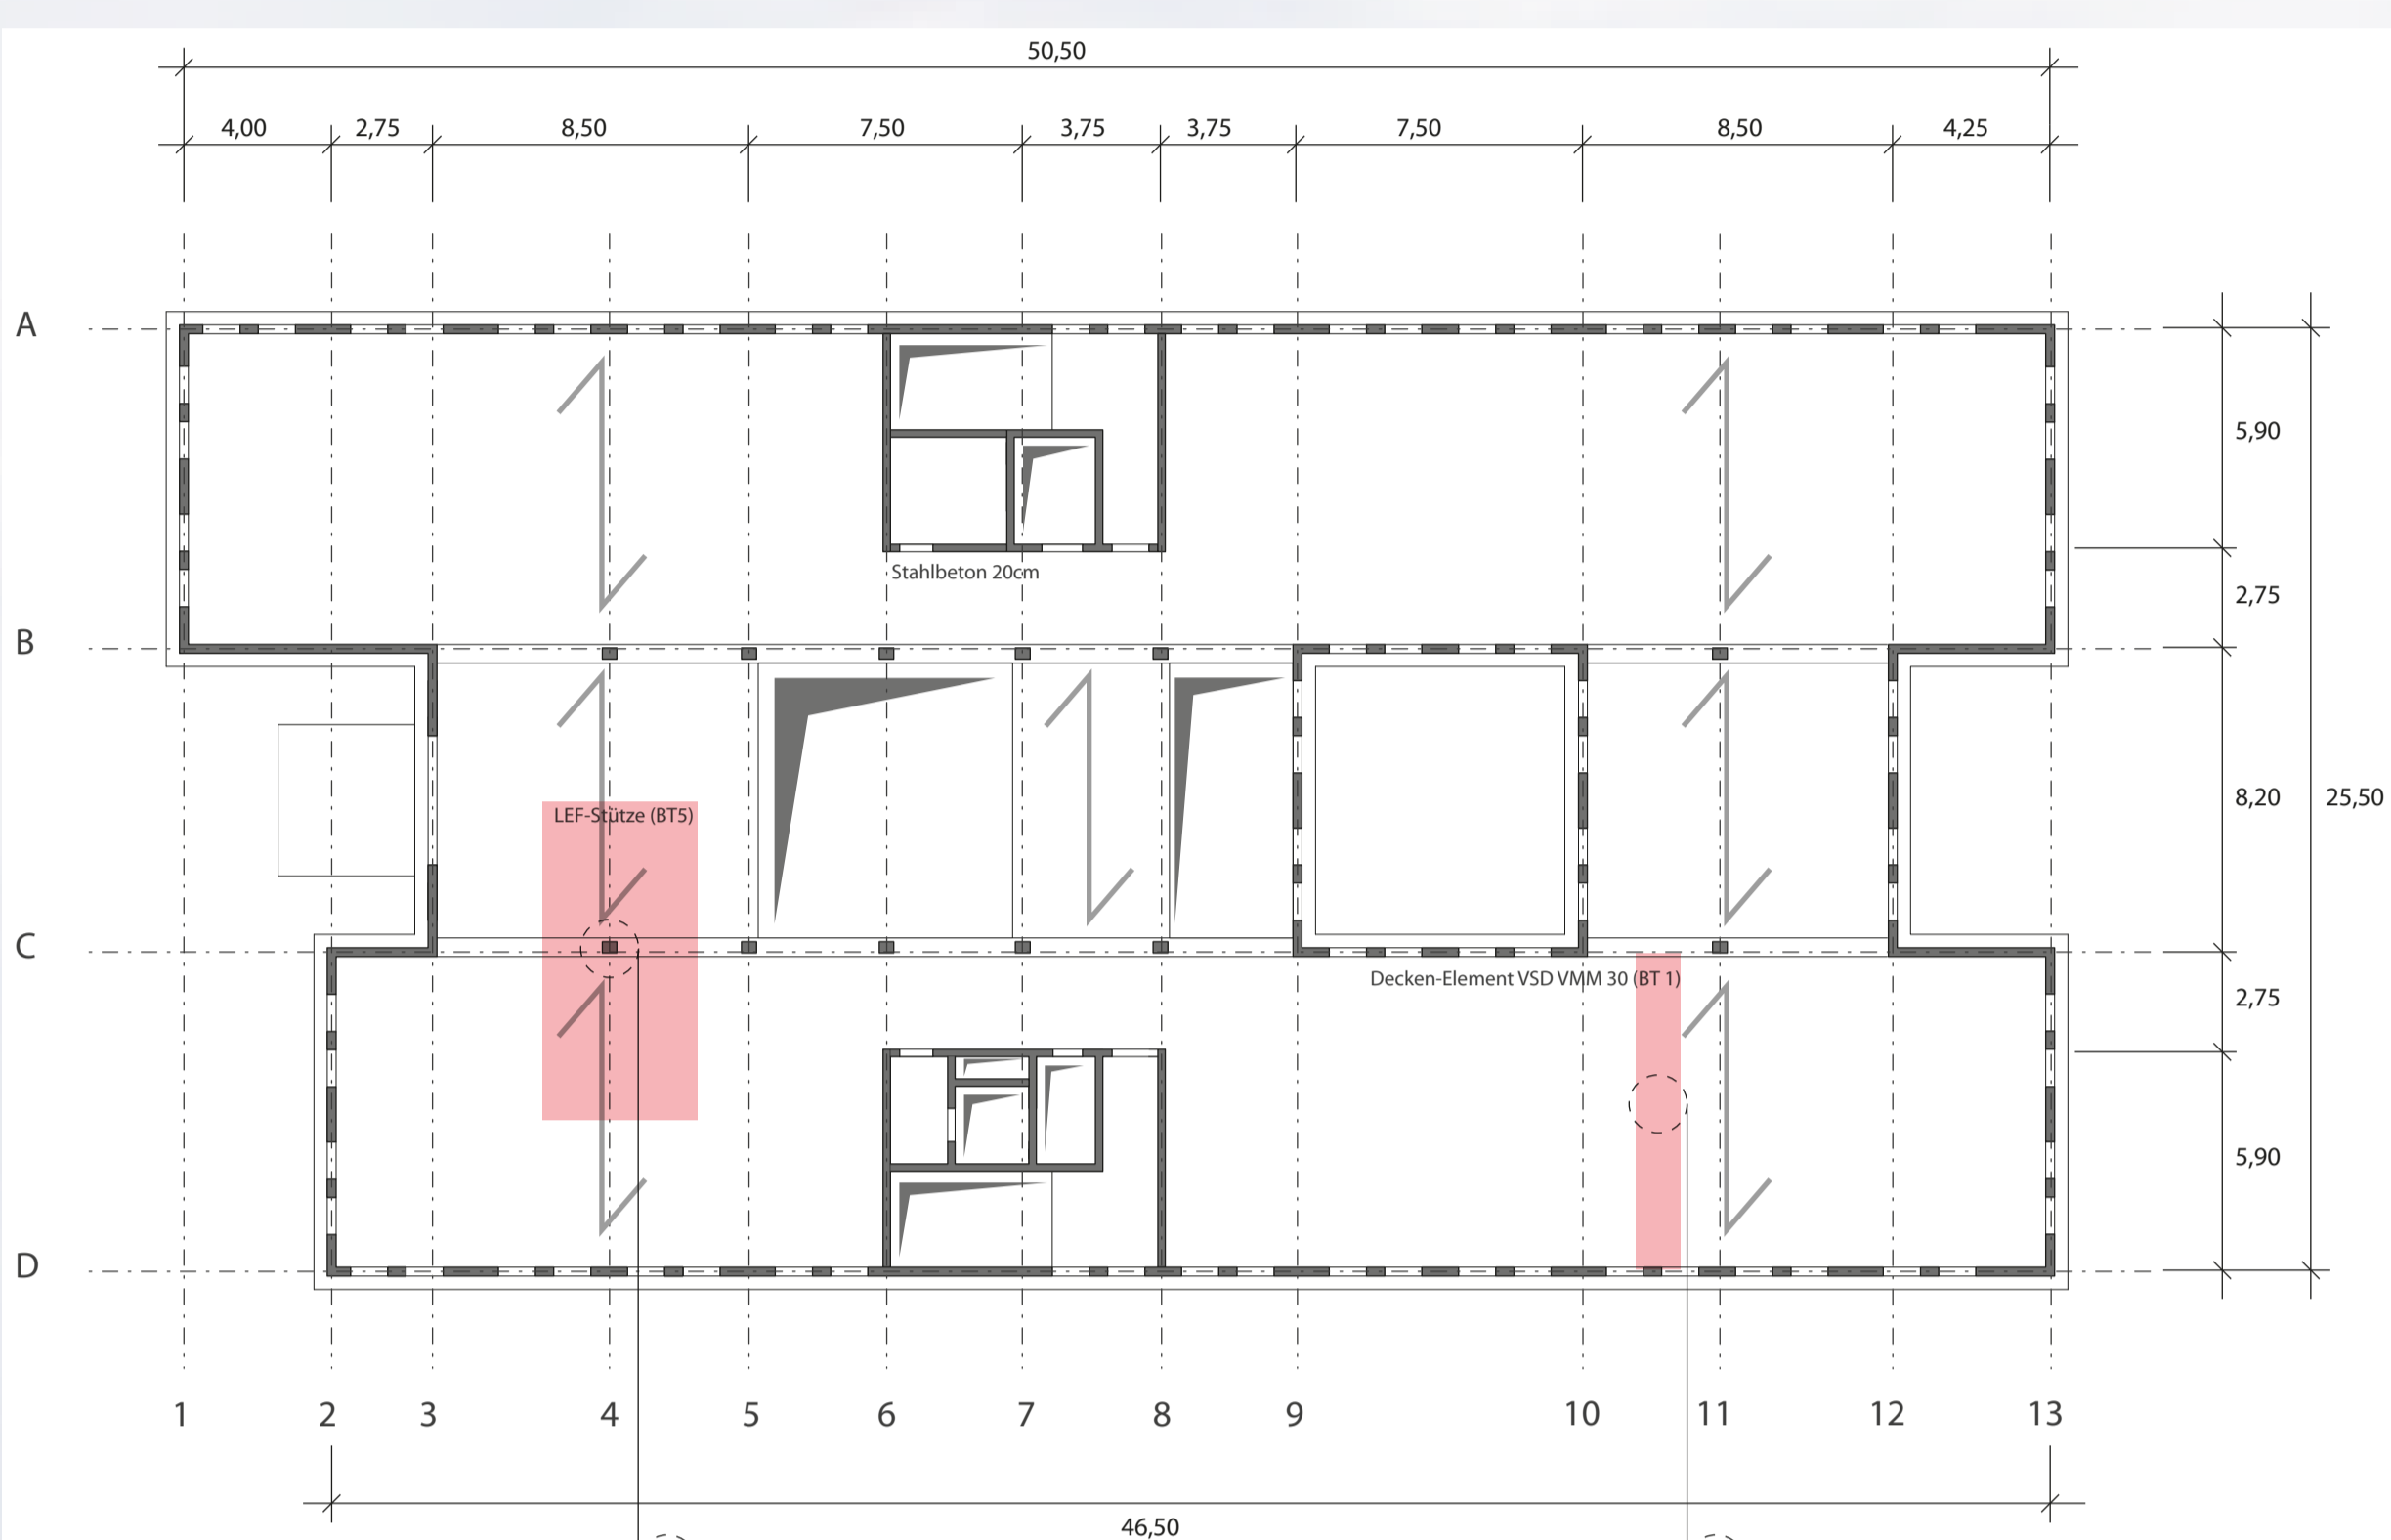 50,50
4,00 2,75 8,50 7,50 3,75 3,75 7,50 8,50 4,25
A
5,90
Stahlbeton 20cm
2,75
B
8,20 25,50
LEF-Stütze (BT5)
C
Decken-Element VSD VMM 30 (BT 1)
2,75
5,90
D
1 2 3 4 5 6 7 8 9 10 11 12 13
46,50